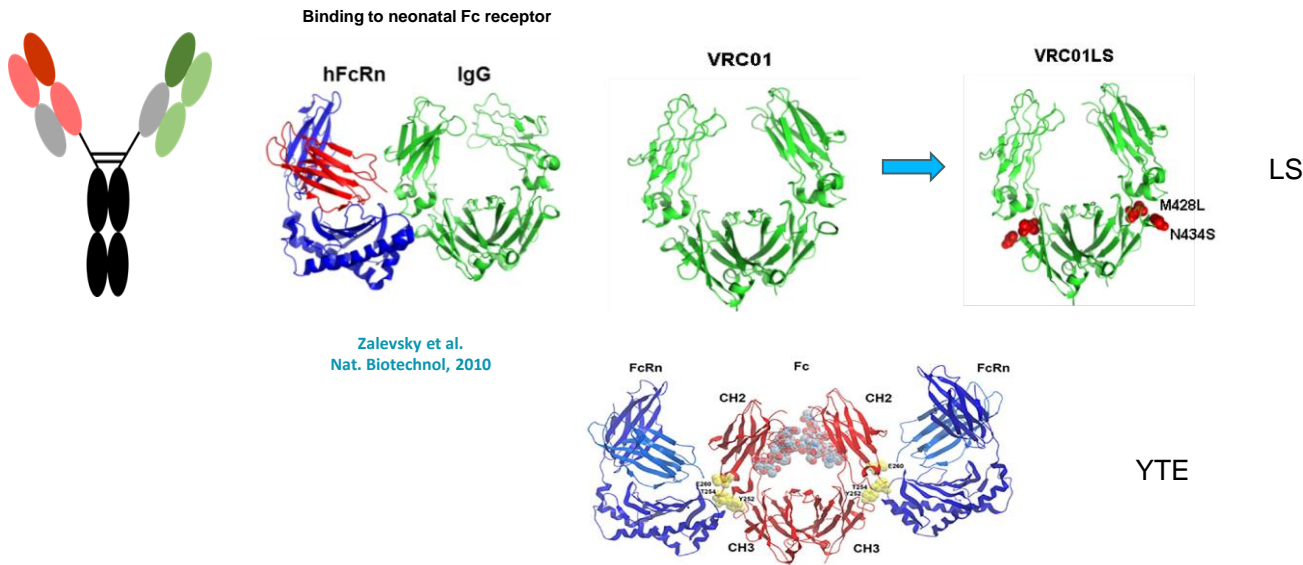 Binding to neonatal Fc receptor
hFcRn
IgG
VRC01
VRC01LS
M428L
N434S
LS
Zalevsky et al.
Nat. Biotechnol, 2010
FcRn
Fc
FcRn
CH2
CH2
E260
T254
Y252
E260
T254
Y252
CH3
CH3
YTE